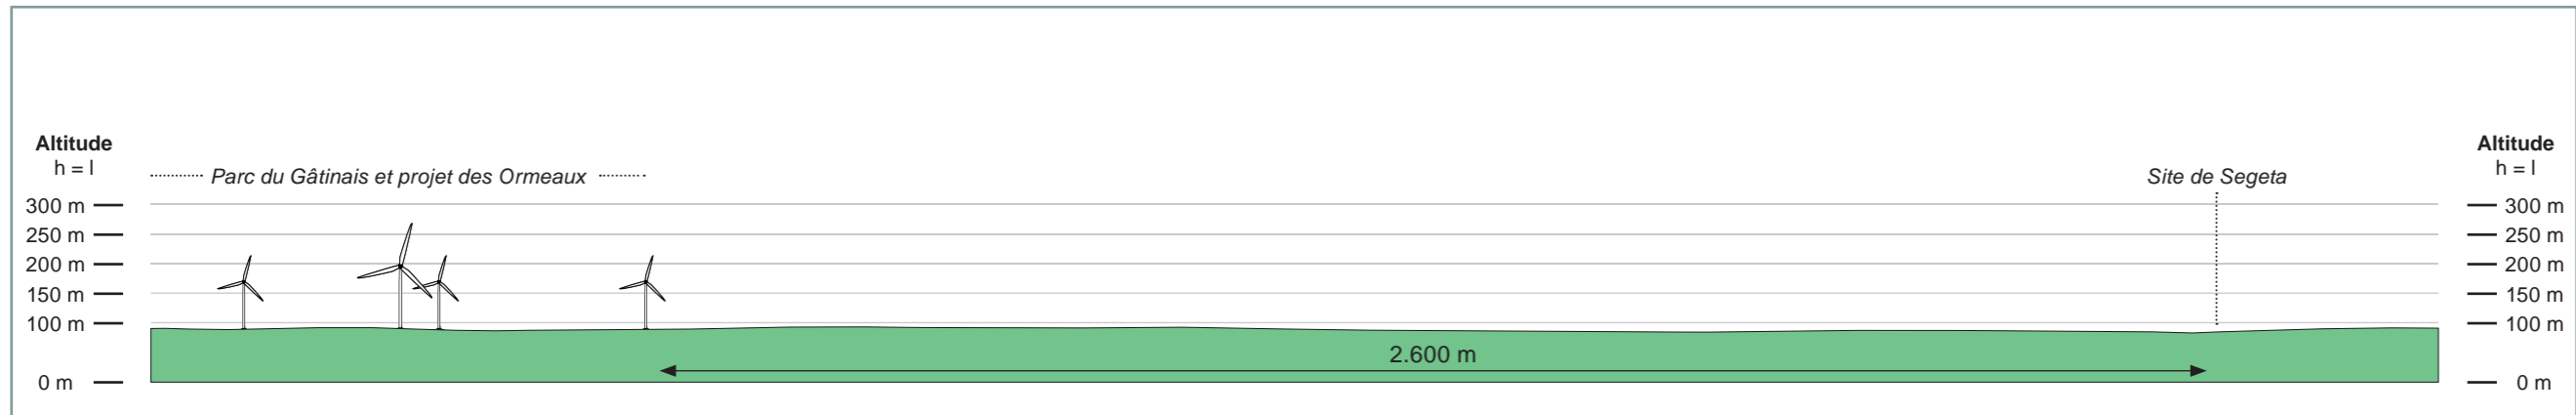 Altitude
h = l
300 m
250 m
200 m
150 m
100 m
0 m
Parc du Gâtinais et projet des Ormeaux
2.600 m
Site de Segeta
Altitude
h = l
300 m
250 m
200 m
150 m
100 m
0 m